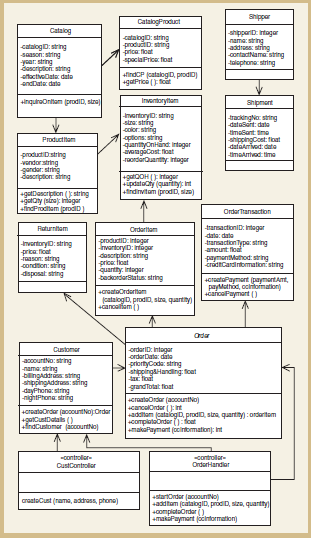 Catalog
-catalogID: string
-season: string
-year: string
-description: string
-effectiveDate: date
-endDate: date
+inquireOnItem (prodID, size)
CatalogProduct
-catalogID: string
-productID: string
-price: float
-specialPrice: float
+findCP (catalogID, prodID)
+getPrice ( ): float
Shipper
-shipperID: integer
-name: string
-address: string
-contactName: string
-telephone: string
ProductItem
-productID:string
-vendor:string
-gender: string
-description: string
+getDescription ( ): string
+getQty (size): integer
+findProdItem (prodID )
InventoryItem
-inventoryID: string
-size: string
-color: string
-options: string
-quantityOnHand: integer
-averageCost: float
-reorderQuantity: integer
+getQOH ( ): integer
+updateQty (quantity): int
+findInvItem (prodID, size)
Shipment
-trackingNo: string
-dateSent: date
-timeSent: time
-shippingCost: float
-dateArrived: date
-timeArrived: time
ReturnItem
-inventoryID: string
-price: float
-reason: string
-condition: string
-disposal: string
OrderItem
-productID: integer
-inventoryID: integer
-description: string
-price: float
-quantity: integer
-backorderStatus: string
+createOrderItem
(catalogID, prodID, size, quantity)
+cancelItem ( )
OrderTransaction
-transactionID: integer
-date: date
-transactionType: string
-amount: float
-paymentMethod: string
-creditCardInformation: string
+createPayment (paymentAmt,
payMethod, ccInformation)
+cancelPayment ( )
Customer
-accountNo: string
-name: string
-billingAddress: string
-shippingAddress: string
-dayPhone: string
-nightPhone: string
+createOrder (accountNo):Order
+getCustDetails ( )
+findCustomer (accountNo)
Order
-orderID: integer
-orderDate: date
-priorityCode: string
-shipping&Handling: float
-tax: float
-grandTotal: float
+createOrder (accountNo)
+cancelOrder ( ): int
+addItem (catalogID, prodID, size, quantity) : orderItem
+completeOrder ( ) : float
+makePayment (ccInformation): int
«controller»
CustController
createCust (name, address, phone)
«controller»
OrderHandler
+startOrder (accountNo)
+addItem (catalogID, prodID, size, quantity)
+completeOrder ( )
+makePayment (ccInformation)